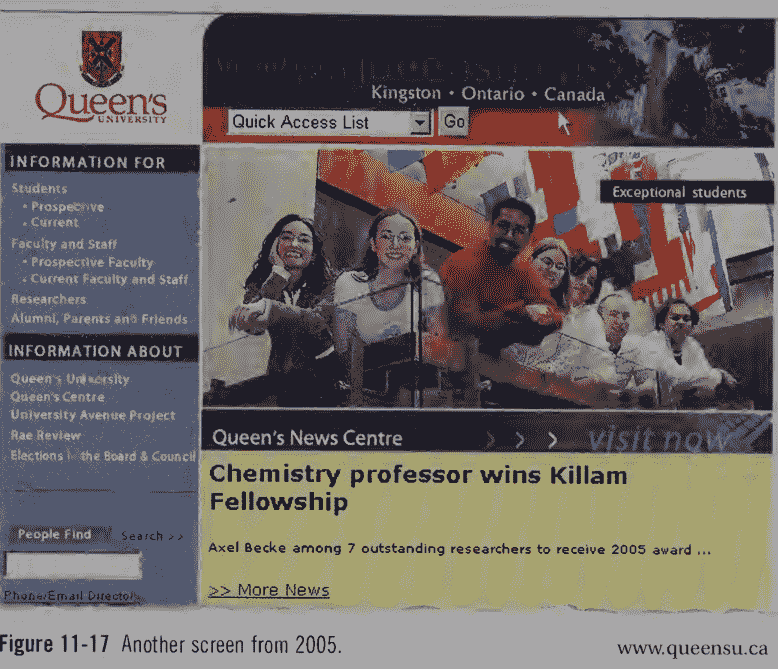 Queen's
UNIVERSITY
Kingston • Ontario • Canada
Quick Access List
Go
INFORMATION FOR
Students
• Prospective
• Current
Faculty and Staff
• Prospective Faculty
• Current Faculty and Staff
Researchers
Alumni, Parents and Friends
INFORMATION ABOUT
Queen's University
Queen's Centre
University Avenue Project
Rae Review
Elections the Board & Council
People Find
Search >>
Phone/Email Directory
Exceptional students
Queen's News Centre > > > visit now
Chemistry professor wins Killam
Fellowship
Axel Becke among 7 outstanding researchers to receive 2005 award ...
>> More News
Figure 11-17 Another screen from 2005.
www.queensu.ca